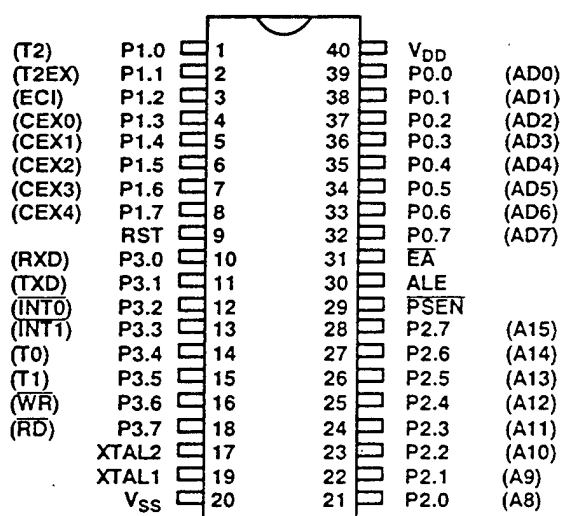 (T2) P1.0 1 40 VDD
(T2EX) P1.1 2 39 P0.0 (AD0)
(ECI) P1.2 3 38 P0.1 (AD1)
(CEX0) P1.3 4 37 P0.2 (AD2)
(CEX1) P1.4 5 36 P0.3 (AD3)
(CEX2) P1.5 6 35 P0.4 (AD4)
(CEX3) P1.6 7 34 P0.5 (AD5)
(CEX4) P1.7 8 33 P0.6 (AD6)
RST 9 32 P0.7 (AD7)
(RXD) P3.0 10 31 EA
(TXD) P3.1 11 30 ALE
(INT0) P3.2 12 29 PSEN
(INT1) P3.3 13 28 P2.7 (A15)
(T0) P3.4 14 27 P2.6 (A14)
(T1) P3.5 15 26 P2.5 (A13)
(WR) P3.6 16 25 P2.4 (A12)
(RD) P3.7 18 24 P2.3 (A11)
XTAL2 17 23 P2.2 (A10)
XTAL1 19 22 P2.1 (A9)
VSS 20 21 P2.0 (A8)